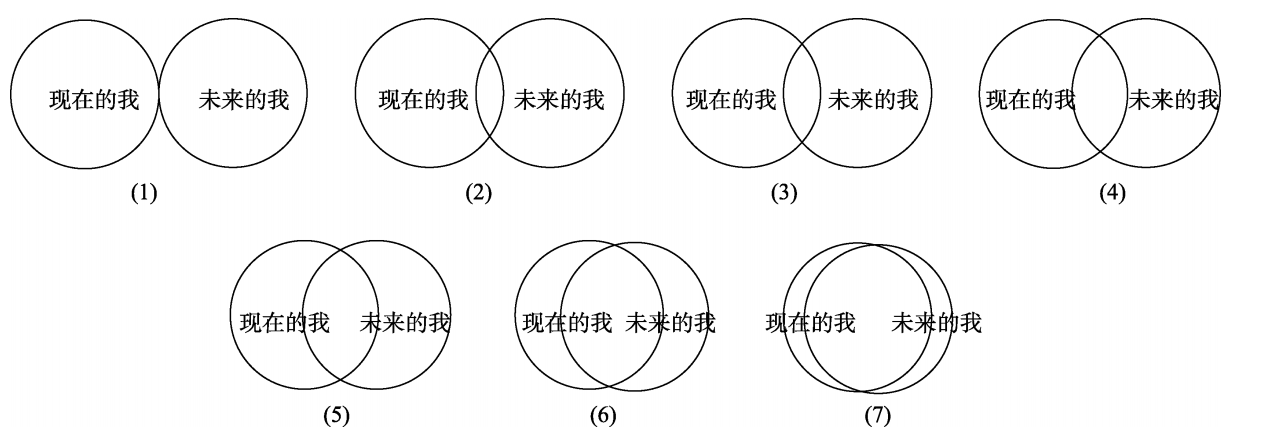 现在的我 未来的我 现在的我 未来的我 现在的我 未来的我 现在的我 未来的我
(1) (2) (3) (4)
现在的我 未来的我 现在的我 未来的我 现在的我 未来的我
(5) (6) (7)